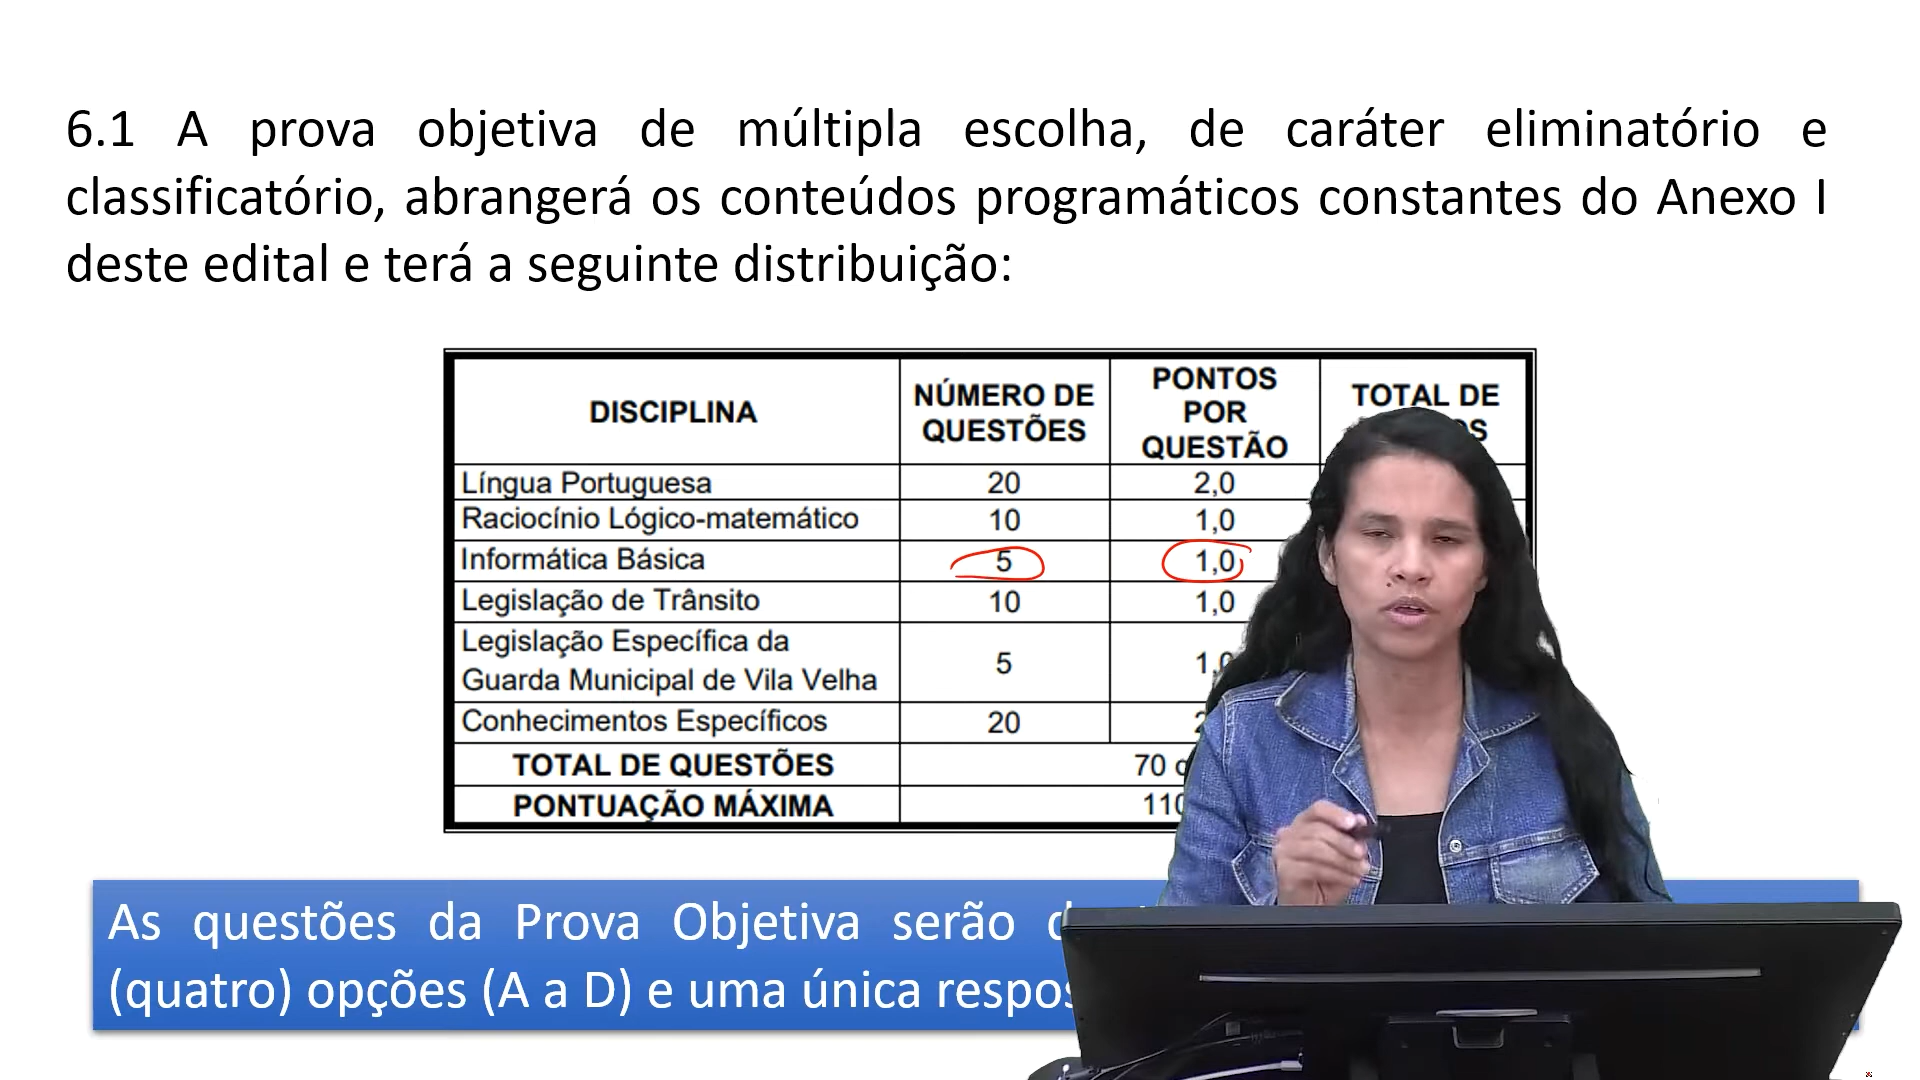 6.1 A prova objetiva de múltipla escolha, de caráter eliminatório e
classificatório, abrangerá os conteúdos programáticos constantes do Anexo I
deste edital e terá a seguinte distribuição:
DISCIPLINA NÚMERO DE QUESTÕES PONTOS POR QUESTÃO TOTAL DE
Língua Portuguesa 20 2,0
Raciocínio Lógico-matemático 10 1,0
Informática Básica 5 1,0
Legislação de Trânsito 10 1,0
Legislação Específica da
Guarda Municipal de Vila Velha 5 1,0
Conhecimentos Específicos 20
TOTAL DE QUESTÕES 70
PONTUAÇÃO MÁXIMA 110
As questões da Prova Objetiva serão
(quatro) opções (A a D) e uma única